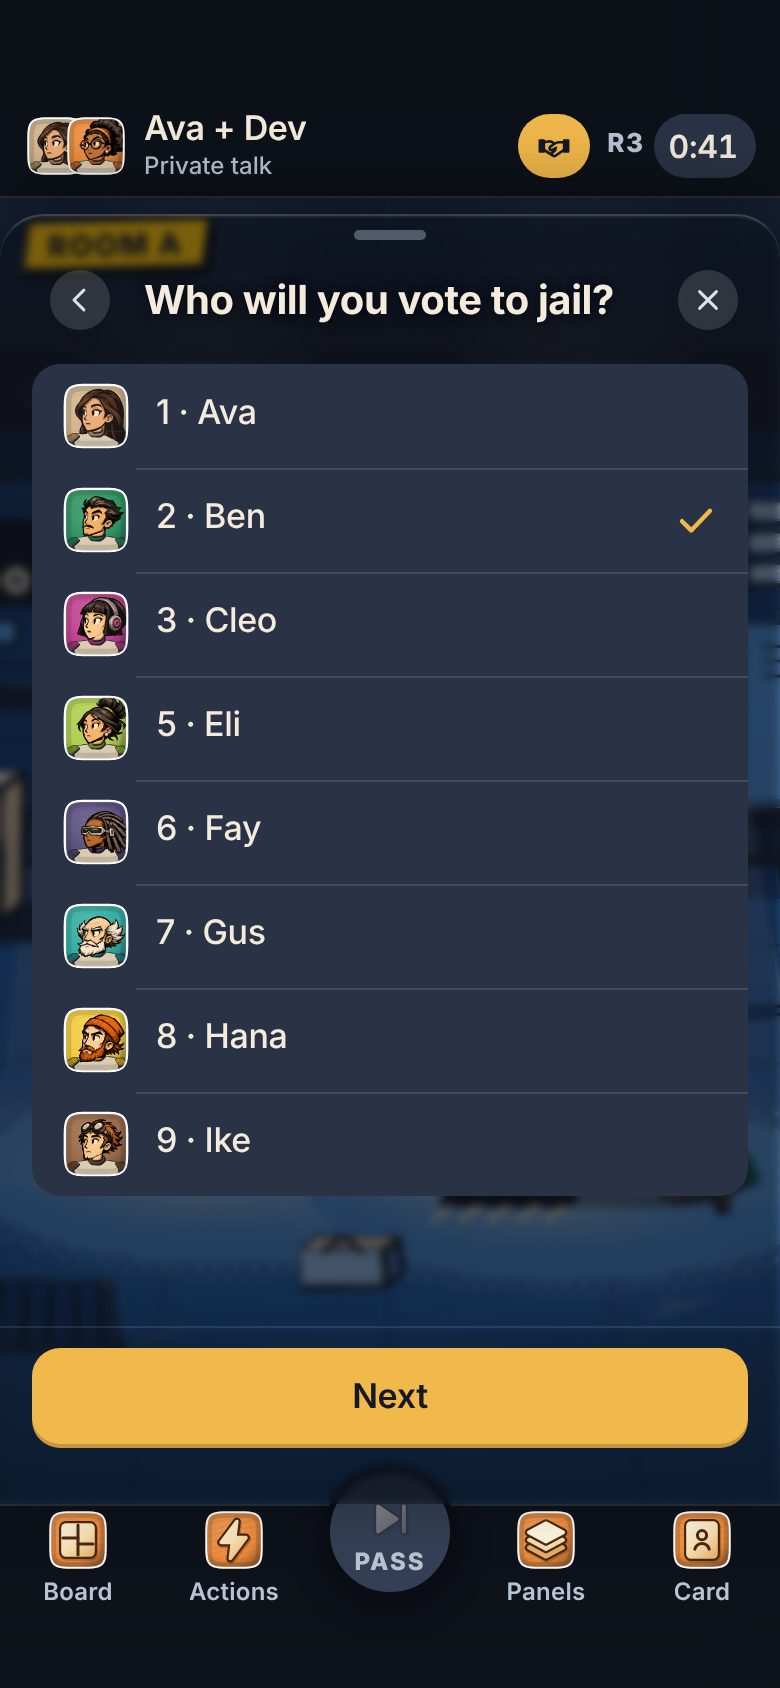 Ava + Dev
Private talk
R3
0:41
ROOM A
Who will you vote to jail?
1 · Ava
2 · Ben
3 · Cleo
5 · Eli
6 · Fay
7 · Gus
8 · Hana
9 · Ike
Next
PASS
Board
Actions
Panels
Card